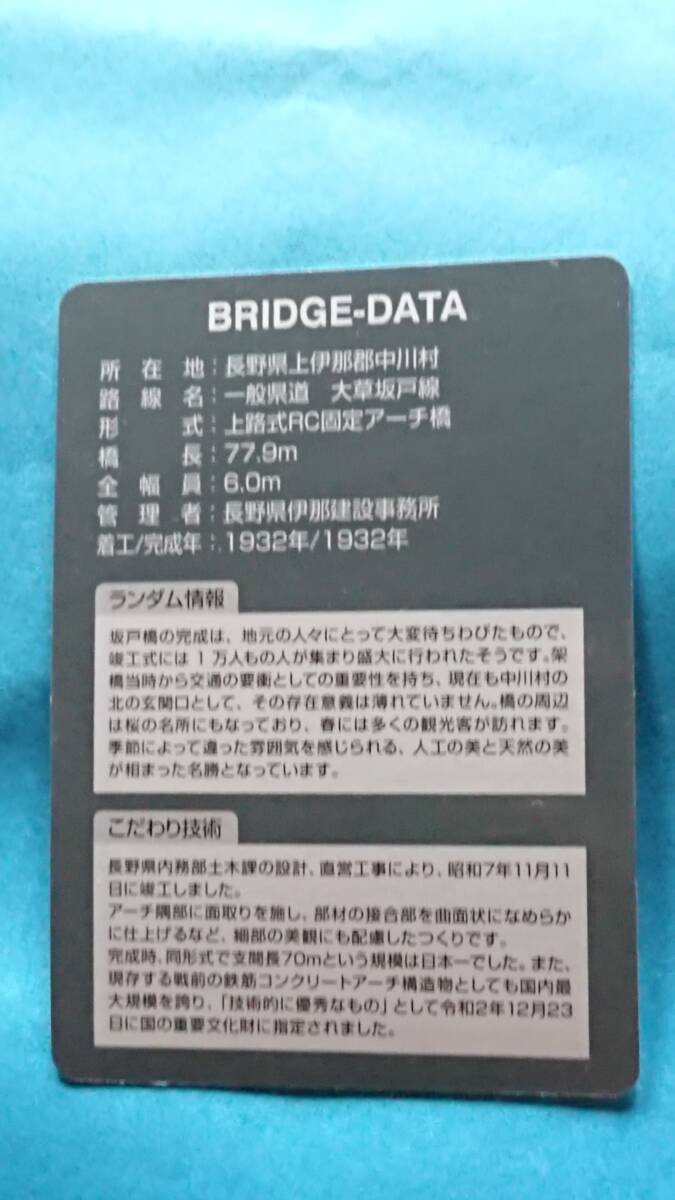 BRIDGE-DATA
所在地：長野県上伊那郡中川村
路線名：一般県道　大草坂戸線
形式：上路式RC固定アーチ橋
橋長：77.9m
全幅員：6.0m
管理者：長野県伊那建設事務所
着工/完成年：1932年/1932年
ランダム情報
坂戸橋の完成は、地元の人々にとって大変待ちわびたもので、
竣工式には1万人もの人が集まり盛大に行われたそうです。架
橋当時から交通の要衝としての重要性を持ち、現在も中川村の
北の玄関口として、その存在意義は薄れていません。橋の周辺
は桜の名所にもなっており、春には多くの観光客が訪れます。
季節によって違った雰囲気を感じられる、人工の美と天然の美
が相まった名勝となっています。
こだわり技術
長野県内務部土木課の設計、直営工事により、昭和7年11月11
日に竣工しました。
アーチ隅部に面取りを施し、部材の接合部を曲面状になめらか
に仕上げるなど、細部の美観にも配慮したつくりです。
完成時、同形式で支間長70mという規模は日本一でした。また、
現存する戦前の鉄筋コンクリートアーチ構造物としても国内最
大規模を誇り、「技術的に優秀なもの」として令和2年12月23
日に国の重要文化財に指定されました。